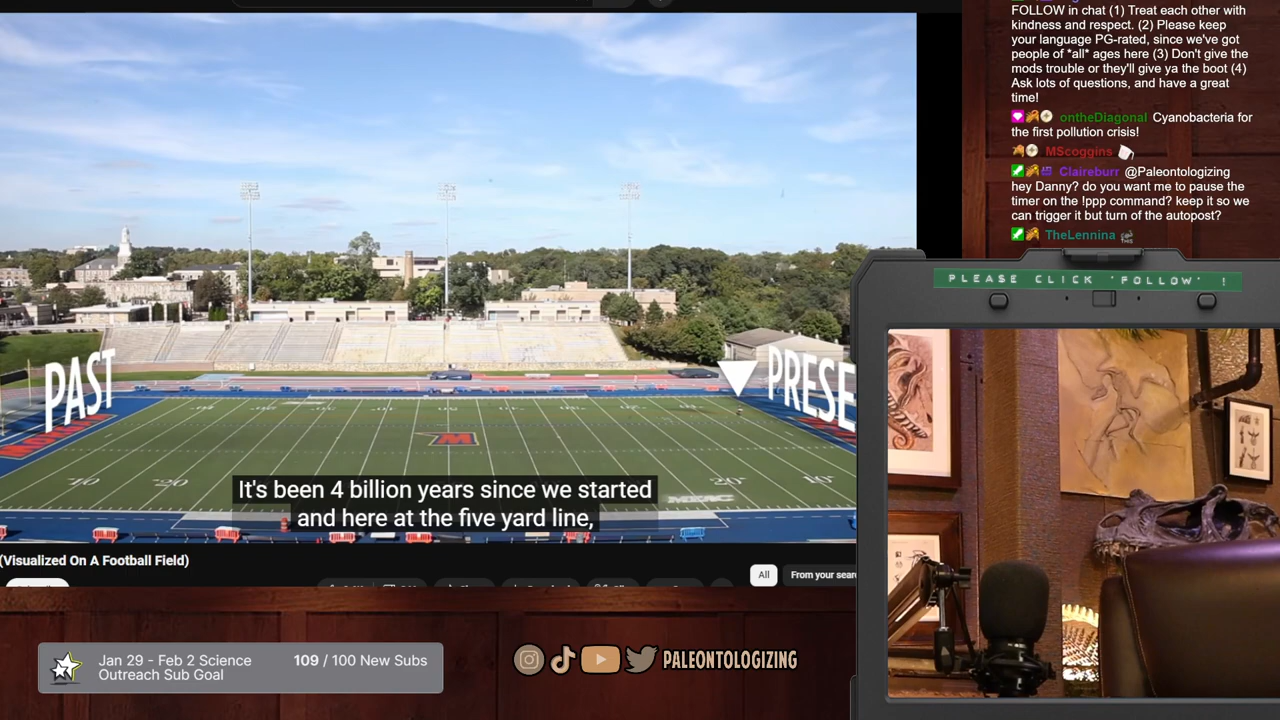 FOLLOW in chat (1) Treat each other with
kindness and respect. (2) Please keep
your language PG-rated, since we've got
people of *all* ages here (3) Don't give the
mods trouble or they'll give ya the boot (4)
Ask lots of questions, and have a great
time!
ontheDiagonal Cyanobacteria for
the first pollution crisis!
MScoggins
Claireburr @Paleontologizing
hey Danny? do you want me to pause the
timer on the !ppp command? keep it so we
can trigger it but turn of the autopost?
TheLennina
PLEASE CLICK "FOLLOW" !
PAST
PRESE
M
20
20
10
MEAC
It's been 4 billion years since we started
and here at the five yard line,
(Visualized On A Football Field)
All
From your sear
Jan 29 - Feb 2 Science
Outreach Sub Goal
109 / 100 New Subs
PALEONTOLOGIZING